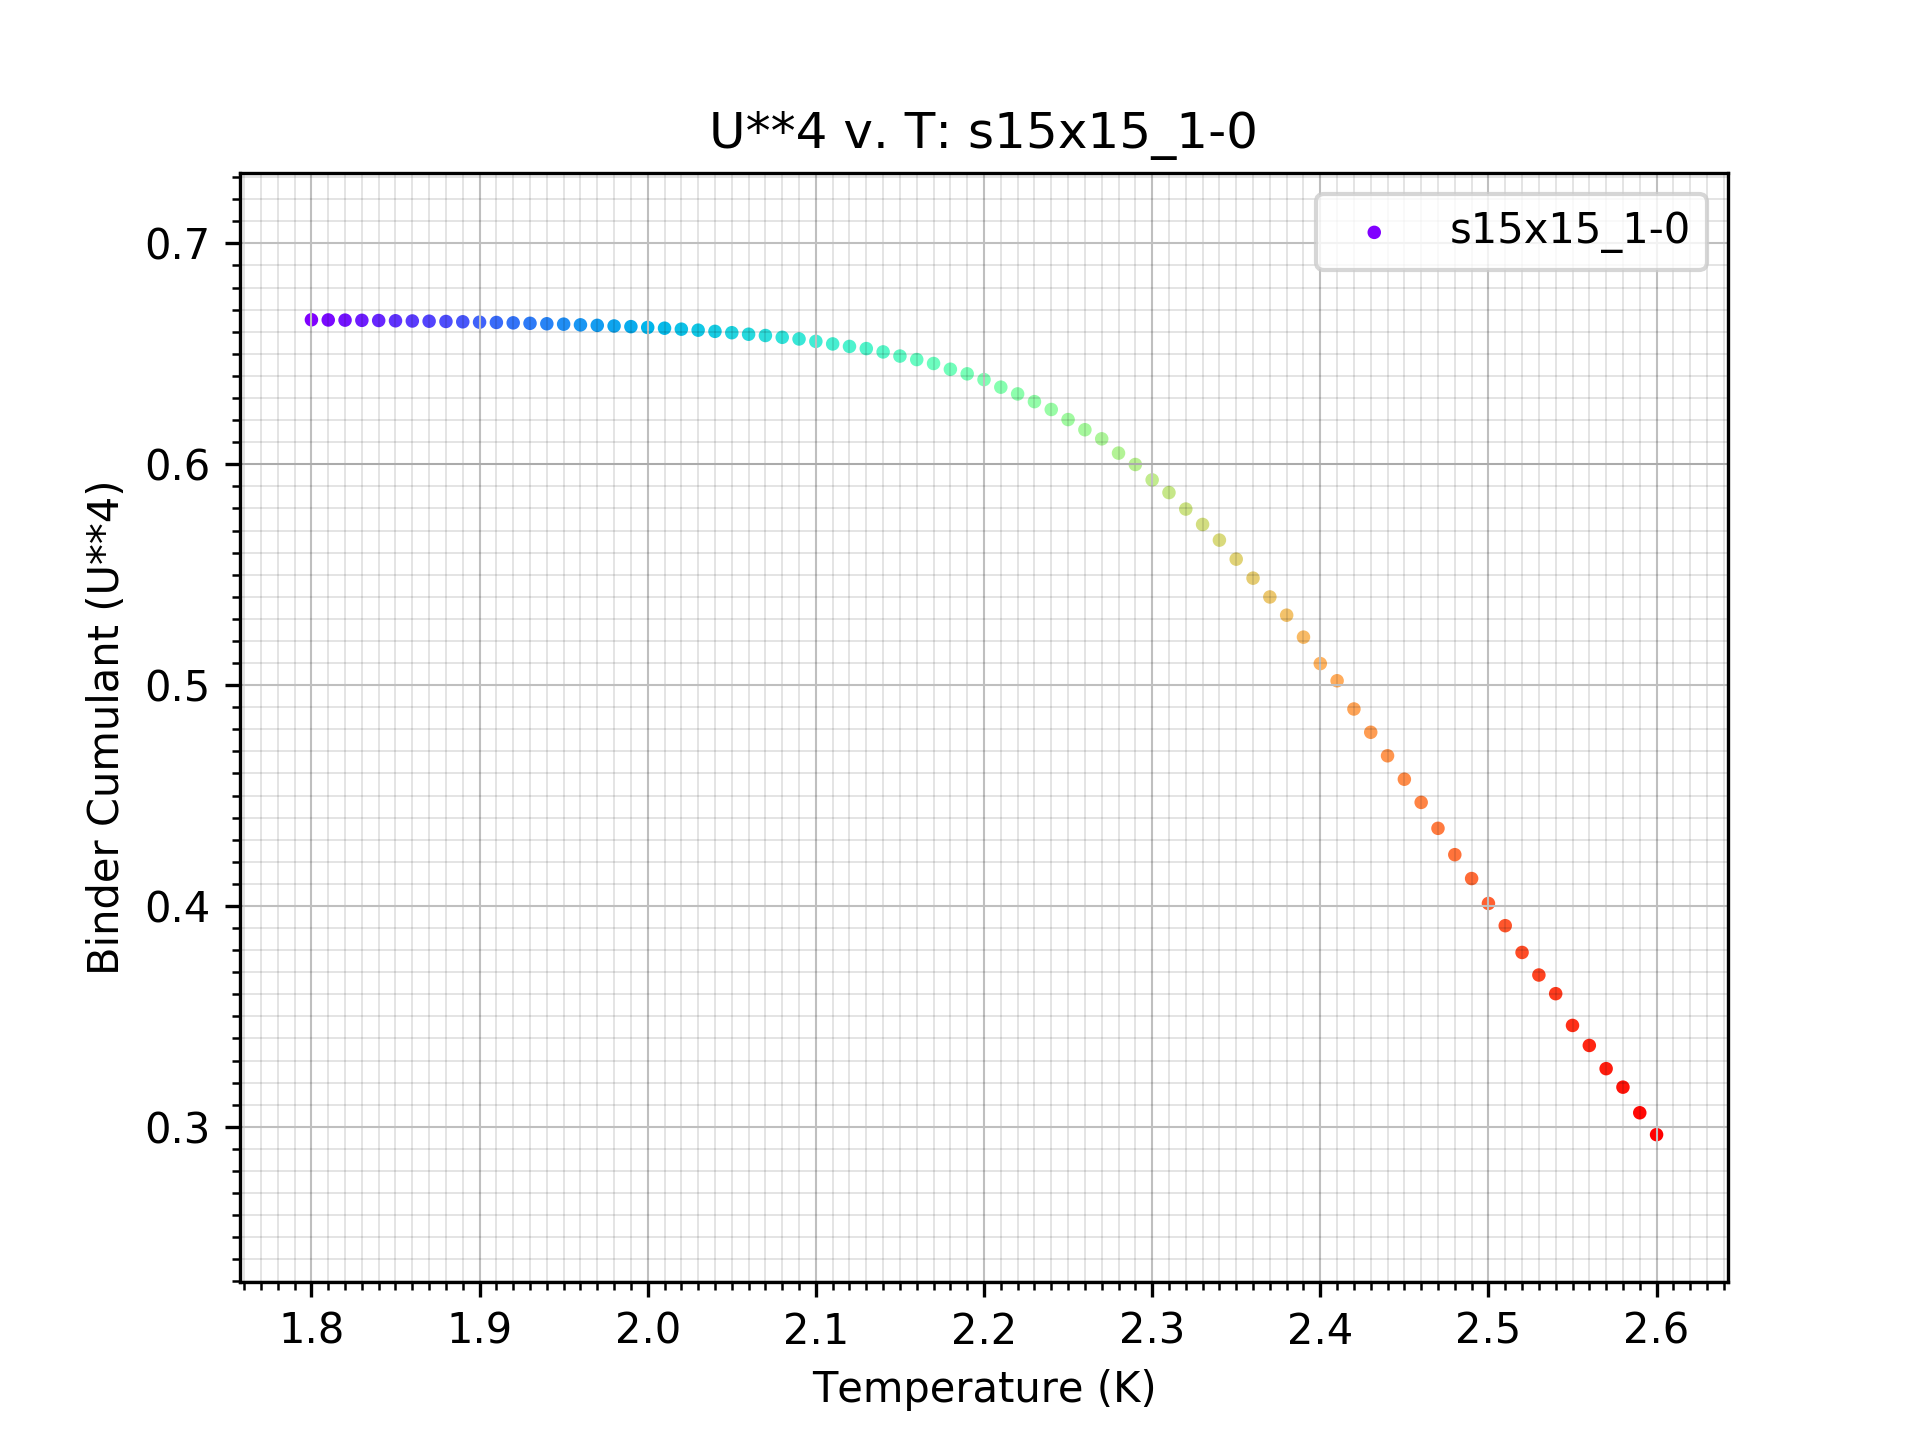 U**4 v. T: s15x15_1-0
s15x15_1-0
Binder Cumulant (U**4)
0.7
0.6
0.5
0.4
0.3
1.8 1.9 2.0 2.1 2.2 2.3 2.4 2.5 2.6
Temperature (K)